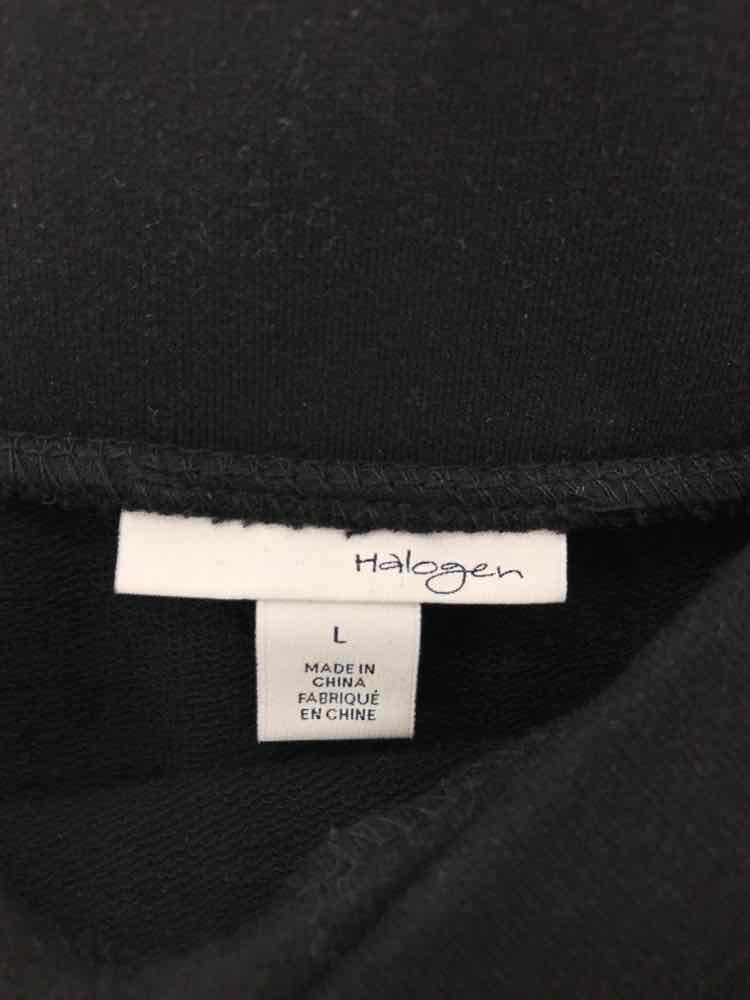 Halogen
L
MADE IN
CHINA
FABRIQUÉ
EN CHINE